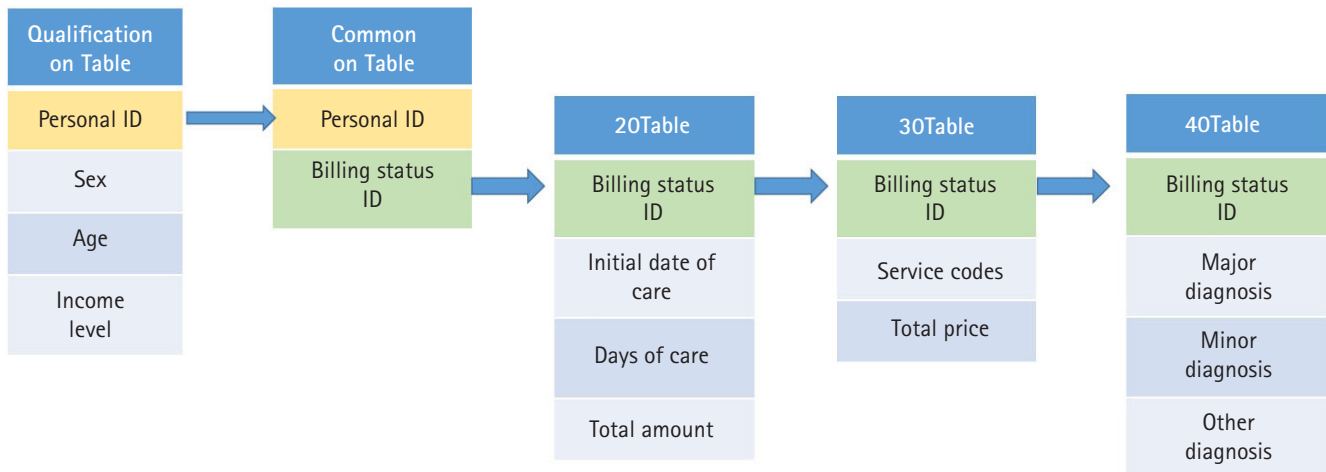 Qualification
on Table
Personal ID
Sex
Age
Income
level
Common
on Table
Personal ID
Billing status
ID
20Table
Billing status
ID
Initial date of
care
Days of care
Total amount
30Table
Billing status
ID
Service codes
Total price
40Table
Billing status
ID
Major
diagnosis
Minor
diagnosis
Other
diagnosis